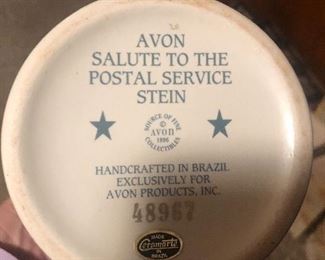 AVON
SALUTE TO THE
POSTAL SERVICE
STEIN
SOURCE OF FINE
©
AVON
1996
COLLECTIBLES
HANDCRAFTED IN BRAZIL
EXCLUSIVELY FOR
AVON PRODUCTS, INC.
48967
MADE
Ceramarte
IN
BRAZIL